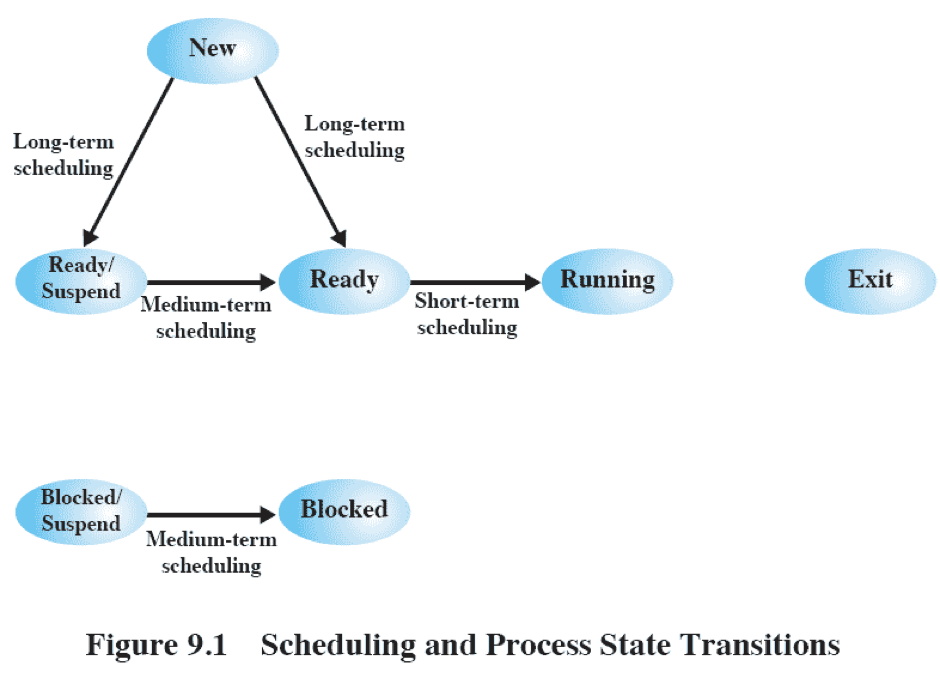 New
Long-term
scheduling
Long-term
scheduling
Ready/
Suspend
Medium-term
scheduling
Ready
Short-term
scheduling
Running
Exit
Blocked/
Suspend
Medium-term
scheduling
Blocked
Figure 9.1 Scheduling and Process State Transitions